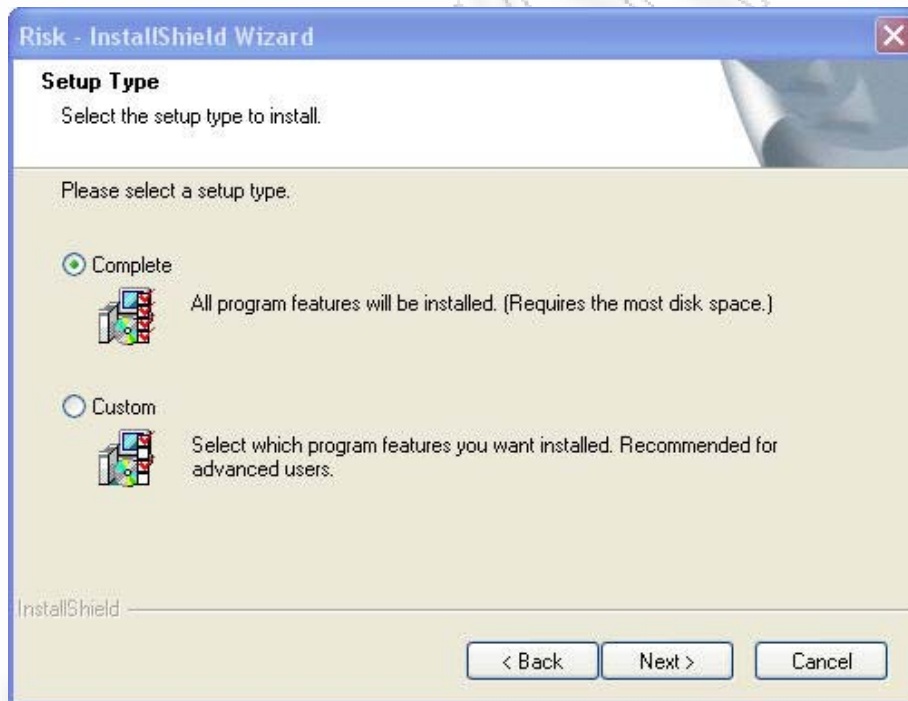 Risk - InstallShield Wizard
Setup Type
Select the setup type to install.
Please select a setup type.
Complete
All program features will be installed. (Requires the most disk space.)
Custom
Select which program features you want installed. Recommended for
advanced users.
InstallShield
< Back
Next >
Cancel